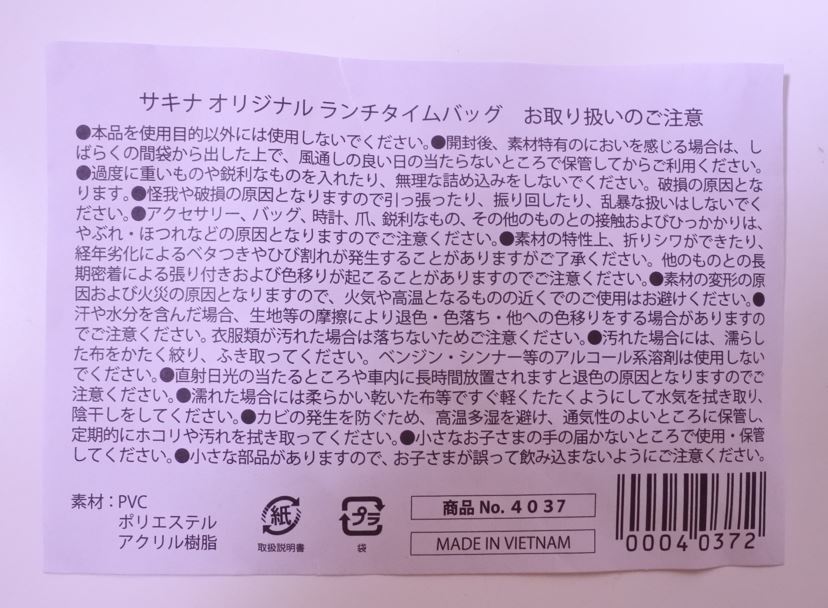 サキナ オリジナル ランチタイムバッグ　お取り扱いのご注意
●本品を使用目的以外には使用しないでください。●開封後、素材特有のにおいを感じる場合は、し
ばらくの間袋から出した上で、風通しの良い日の当たらないところで保管してからご利用ください。
●過度に重いものや鋭利なものを入れたり、無理な詰め込みをしないでください。破損の原因とな
ります。●怪我や破損の原因となりますので引っ張ったり、振り回したり、乱暴な扱いはしないでく
ださい。●アクセサリー、バッグ、時計、爪、鋭利なもの、その他のものとの接触およびひっかかりは、
やぶれ・ほつれなどの原因となりますのでご注意ください。●素材の特性上、折りシワができたり、
経年劣化によるベタつきやひび割れが発生することがありますがご了承ください。他のものとの長
期密着による張り付きおよび色移りが起こることがありますのでご注意ください。●素材の変形の原
因および火災の原因となりますので、火気や高温となるものの近くでのご使用はお避けください。●
汗や水分を含んだ場合、生地等の摩擦により退色・色落ち・他への色移りをする場合がありますの
でご注意ください。衣服類が汚れた場合は落ちないためご注意ください。●汚れた場合には、濡らし
た布をかたく絞り、ふき取ってください。ベンジン・シンナー等のアルコール系溶剤は使用しない
でください。●直射日光の当たるところや車内に長時間放置されますと退色の原因となりますのでご
注意ください。●濡れた場合には柔らかい乾いた布等ですぐ軽くたたくようにして水気を拭き取り、
陰干しをしてください。●カビの発生を防ぐため、高温多湿を避け、通気性のよいところに保管し、
定期的にホコリや汚れを拭き取ってください。●小さなお子さまの手の届かないところで使用・保管
してください。●小さな部品がありますので、お子さまが誤って飲み込まないようにご注意ください。
素材：PVC
ポリエステル
アクリル樹脂
紙
取扱説明書
プラ
袋
商品 No. 4037
MADE IN VIETNAM
00040372